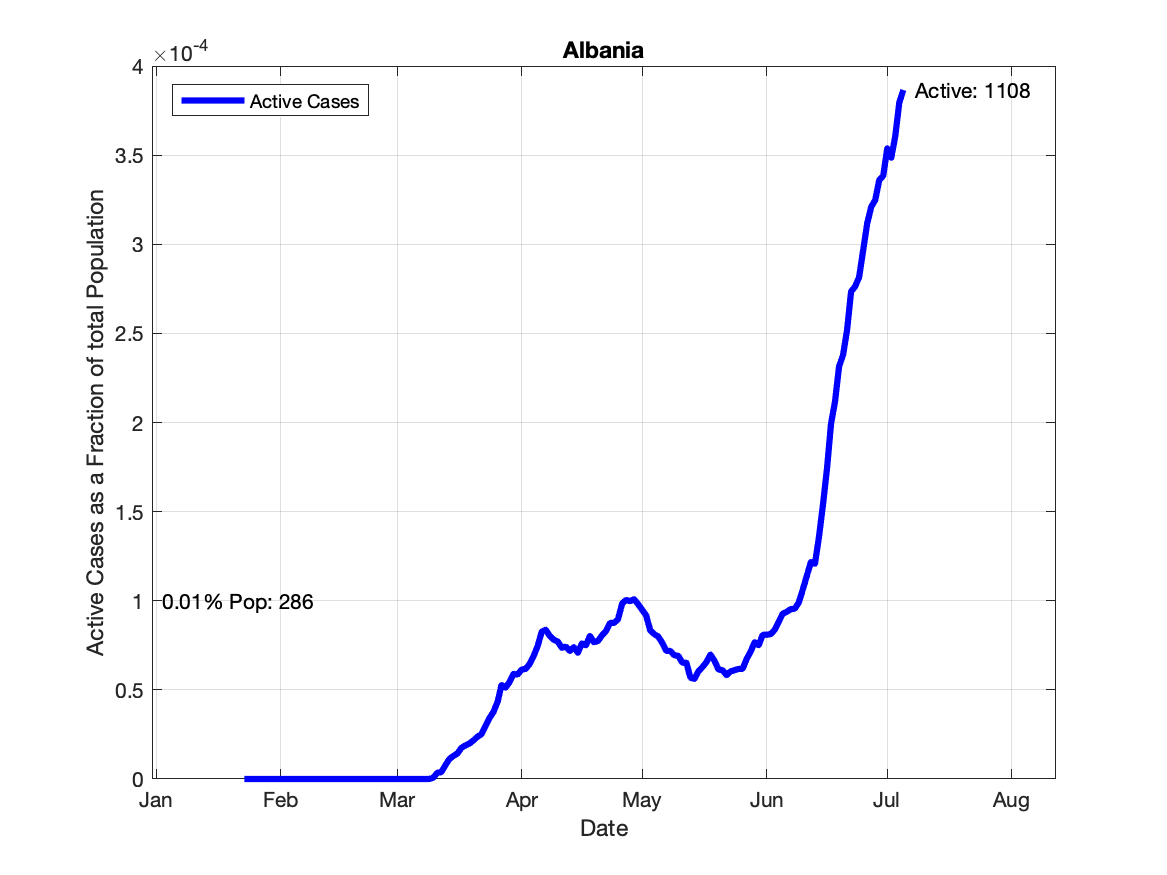 Albania
×10^-4
Active Cases
Active: 1108
4
3.5
3
2.5
2
1.5
1
0.5
0
0.01% Pop: 286
Active Cases as a Fraction of total Population
Jan Feb Mar Apr May Jun Jul Aug
Date